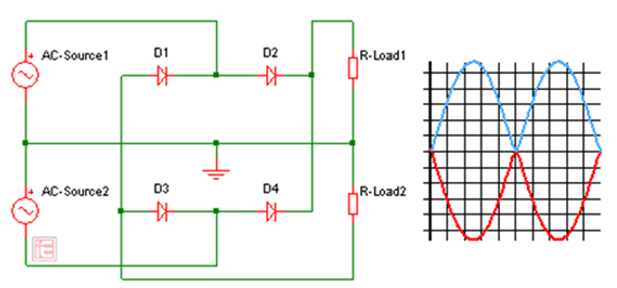 AC-Source1
D1
D2
R-Load1
AC-Source2
D3
D4
R-Load2